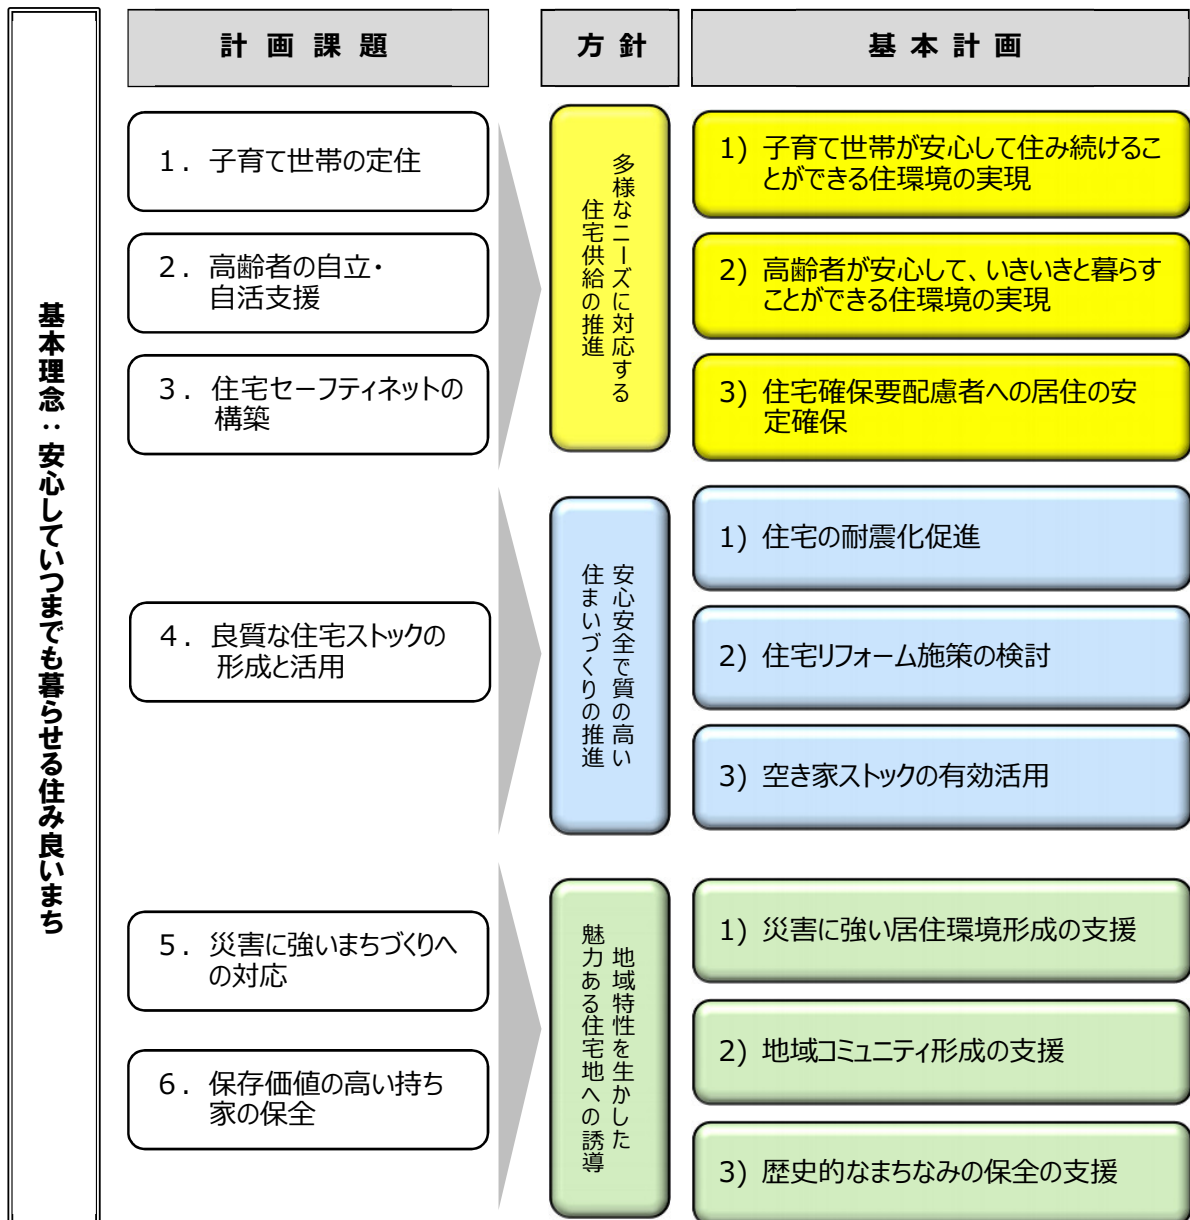 基本理念：安心していつまでも暮らせる住み良いまち
計画課題
方針
基本計画
1．子育て世帯の定住
2．高齢者の自立・
自活支援
3．住宅セーフティネットの
構築
多様なニーズに対応する
住宅供給の推進
1) 子育て世帯が安心して住み続けるこ
とができる住環境の実現
2) 高齢者が安心して、いきいきと暮らす
ことができる住環境の実現
3) 住宅確保要配慮者への居住の安
定確保
4．良質な住宅ストックの
形成と活用
安心安全で質の高い
住まいづくりの推進
1) 住宅の耐震化促進
2) 住宅リフォーム施策の検討
3) 空き家ストックの有効活用
5．災害に強いまちづくりへ
の対応
6．保存価値の高い持ち
家の保全
地域特性を生かした
魅力ある住宅地への誘導
1) 災害に強い居住環境形成の支援
2) 地域コミュニティ形成の支援
3) 歴史的なまちなみの保全の支援